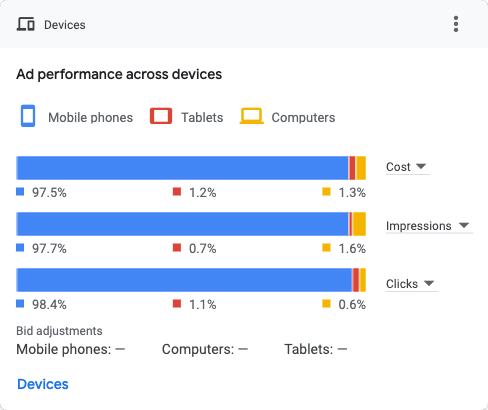 Devices
Ad performance across devices
Mobile phones Tablets Computers
Cost
97.5% 1.2% 1.3%
Impressions
97.7% 0.7% 1.6%
Clicks
98.4% 1.1% 0.6%
Bid adjustments
Mobile phones: — Computers: — Tablets: —
Devices